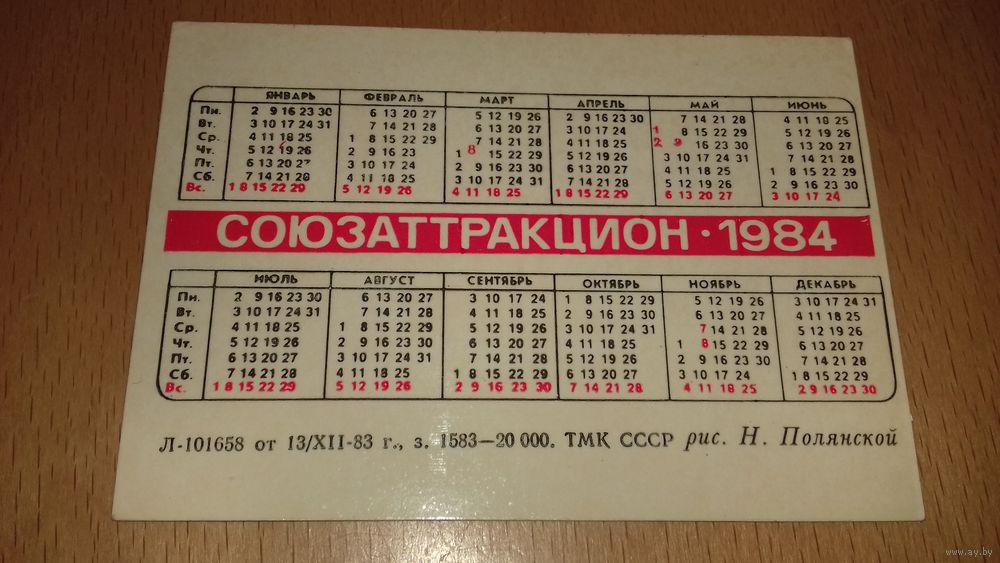 ЯНВАРЬ ФЕВРАЛЬ МАРТ АПРЕЛЬ МАЙ ИЮНЬ
Пн. 2 9 16 23 30 6 13 20 27 5 12 19 26 2 9 16 23 30 7 14 21 28 4 11 18 25
Вт. 3 10 17 24 31 7 14 21 28 6 13 20 27 3 10 17 24 1 8 15 22 29 5 12 19 26
Ср. 4 11 18 25 1 8 15 22 29 7 14 21 28 4 11 18 25 2 9 16 23 30 6 13 20 27
Чт. 5 12 19 26 2 9 16 23 1 8 15 22 29 5 12 19 26 3 10 17 24 31 7 14 21 28
Пт. 6 13 20 27 3 10 17 24 2 9 16 23 30 6 13 20 27 4 11 18 25 1 8 15 22 29
Сб. 7 14 21 28 4 11 18 25 3 10 17 24 31 7 14 21 28 5 12 19 26 2 9 16 23 30
Вс. 1 8 15 22 29 5 12 19 26 4 11 18 25 1 8 15 22 29 6 13 20 27 3 10 17 24
СОЮЗАТТРАКЦИОН · 1984
ИЮЛЬ АВГУСТ СЕНТЯБРЬ ОКТЯБРЬ НОЯБРЬ ДЕКАБРЬ
Пн. 2 9 16 23 30 6 13 20 27 3 10 17 24 1 8 15 22 29 5 12 19 26 3 10 17 24 31
Вт. 3 10 17 24 31 7 14 21 28 4 11 18 25 2 9 16 23 30 6 13 20 27 4 11 18 25
Ср. 4 11 18 25 1 8 15 22 29 5 12 19 26 3 10 17 24 31 7 14 21 28 5 12 19 26
Чт. 5 12 19 26 2 9 16 23 30 6 13 20 27 4 11 18 25 1 8 15 22 29 6 13 20 27
Пт. 6 13 20 27 3 10 17 24 31 7 14 21 28 5 12 19 26 2 9 16 23 30 7 14 21 28
Сб. 7 14 21 28 4 11 18 25 1 8 15 22 29 6 13 20 27 3 10 17 24 1 8 15 22 29
Вс. 1 8 15 22 29 5 12 19 26 2 9 16 23 30 7 14 21 28 4 11 18 25 2 9 16 23 30
Л-101658 от 13/XII-83 г., з. 1583—20 000. ТМК СССР рис. Н. Полянской
www.ay.by